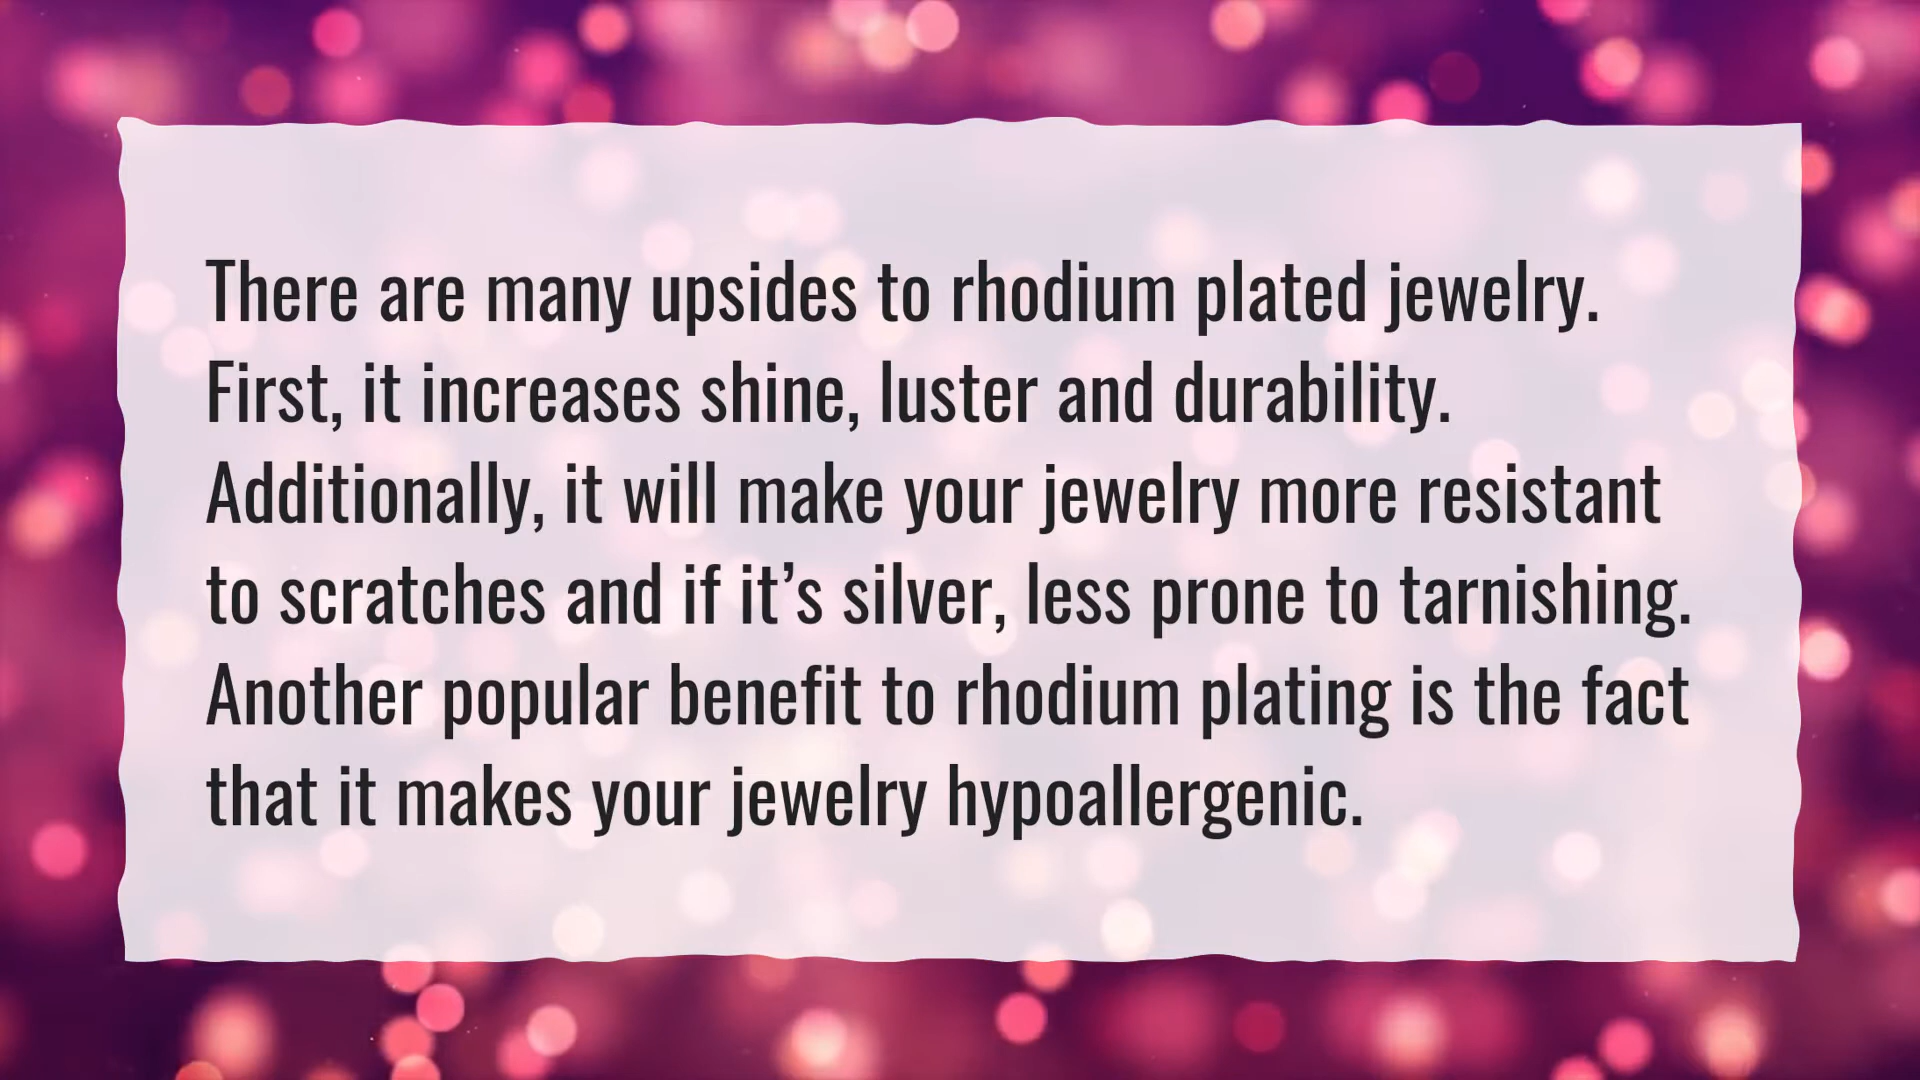 There are many upsides to rhodium plated jewelry.
First, it increases shine, luster and durability.
Additionally, it will make your jewelry more resistant
to scratches and if it’s silver, less prone to tarnishing.
Another popular benefit to rhodium plating is the fact
that it makes your jewelry hypoallergenic.